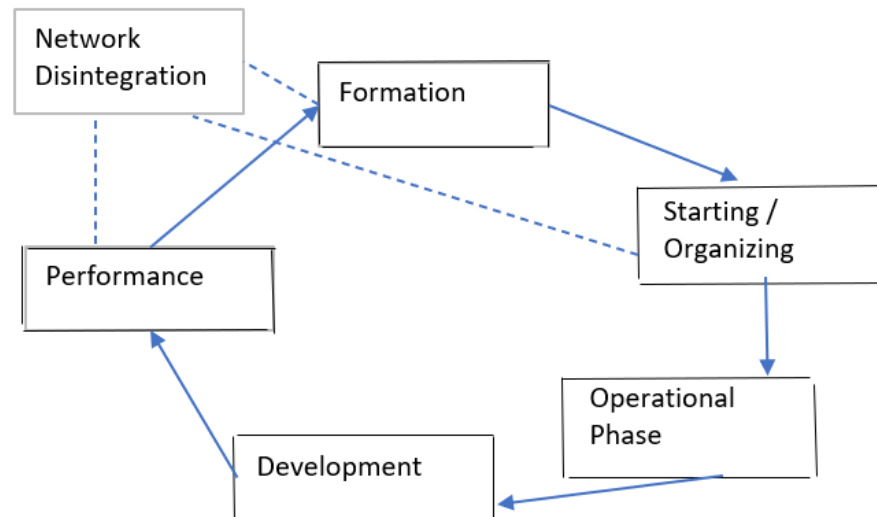 Network
Disintegration
Formation
Starting /
Organizing
Performance
Operational
Phase
Development